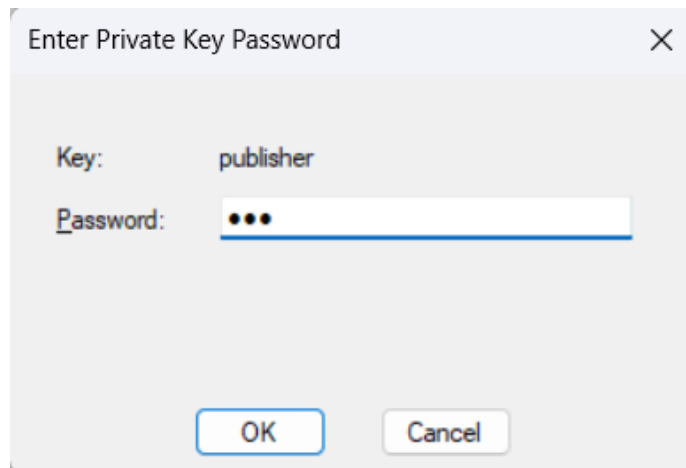 Enter Private Key Password
Key: publisher
Password: •••
OK Cancel